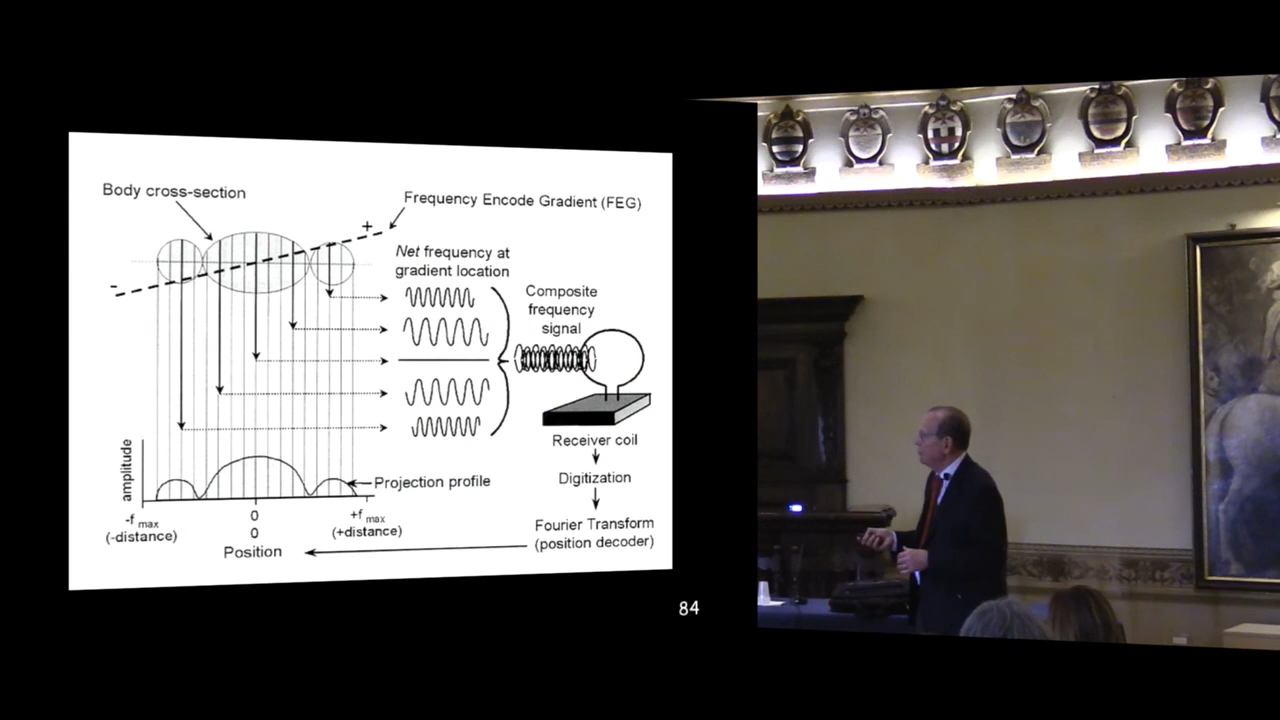 Body cross-section
Frequency Encode Gradient (FEG)
+
-
Net frequency at
gradient location
Composite
frequency
signal
Receiver coil
Digitization
Fourier Transform
(position decoder)
amplitude
Projection profile
-f max
(-distance)
0
0
+f max
(+distance)
Position
84